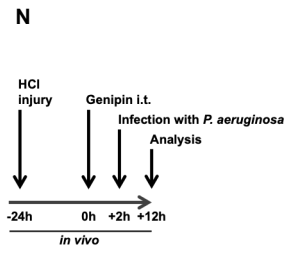 N
HCl
injury
Genipin i.t.
Infection with P. aeruginosa
Analysis
-24h 0h +2h +12h
in vivo